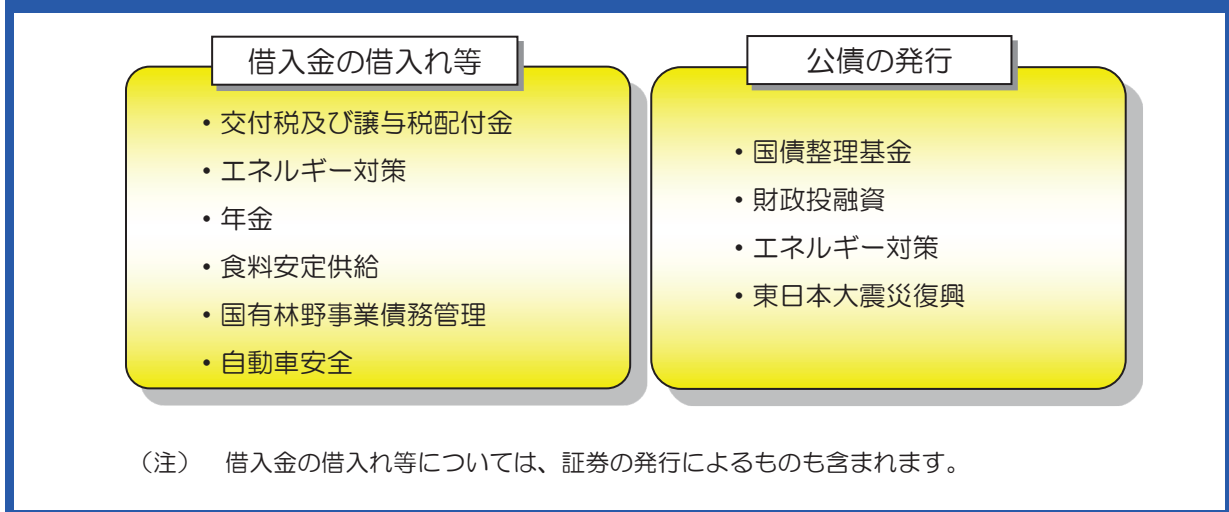 借入金の借入れ等
・交付税及び譲与税配付金
・エネルギー対策
・年金
・食料安定供給
・国有林野事業債務管理
・自動車安全
公債の発行
・国債整理基金
・財政投融資
・エネルギー対策
・東日本大震災復興
（注）　借入金の借入れ等については、証券の発行によるものも含まれます。